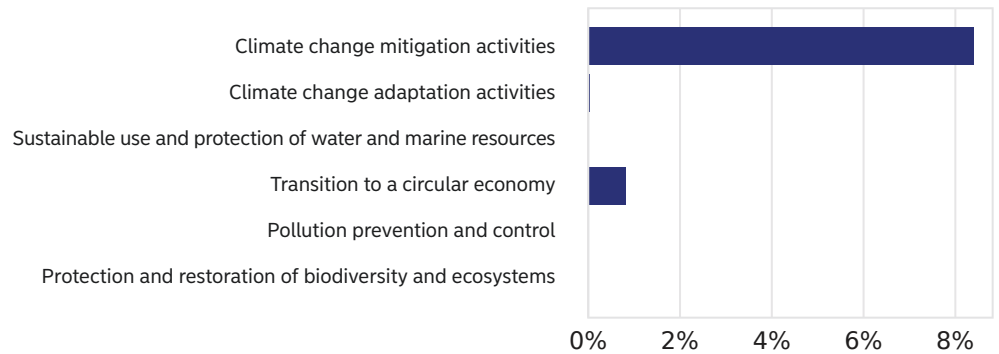 Climate change mitigation activities
Climate change adaptation activities
Sustainable use and protection of water and marine resources
Transition to a circular economy
Pollution prevention and control
Protection and restoration of biodiversity and ecosystems
0% 2% 4% 6% 8%